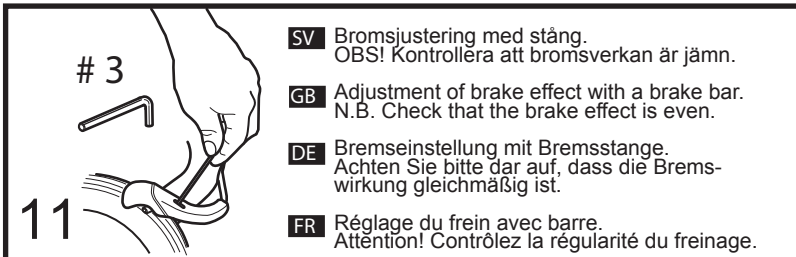 # 3
11
SV Bromsjustering med stång.
OBS! Kontrollera att bromsverkan är jämn.
GB Adjustment of brake effect with a brake bar.
N.B. Check that the brake effect is even.
DE Bremseinstellung mit Bremsstange.
Achten Sie bitte dar auf, dass die Brems-
wirkung gleichmäßig ist.
FR Réglage du frein avec barre.
Attention! Contrôlez la régularité du freinage.